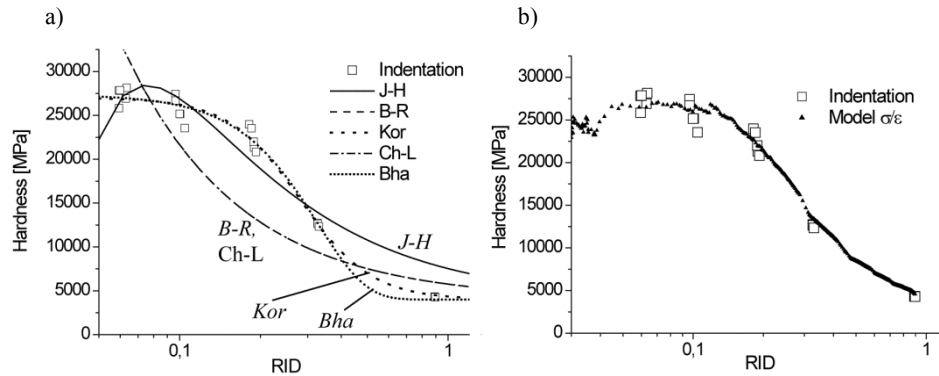 a)
30000
25000
20000
15000
10000
5000
0
Hardness [MPa]
0,1
1
RID
Indentation
J-H
B-R
Kor
Ch-L
Bha
B-R,
Ch-L
J-H
Kor
Bha
b)
30000
25000
20000
15000
10000
5000
0
Hardness [MPa]
0,1
1
RID
Indentation
Model σ/ε